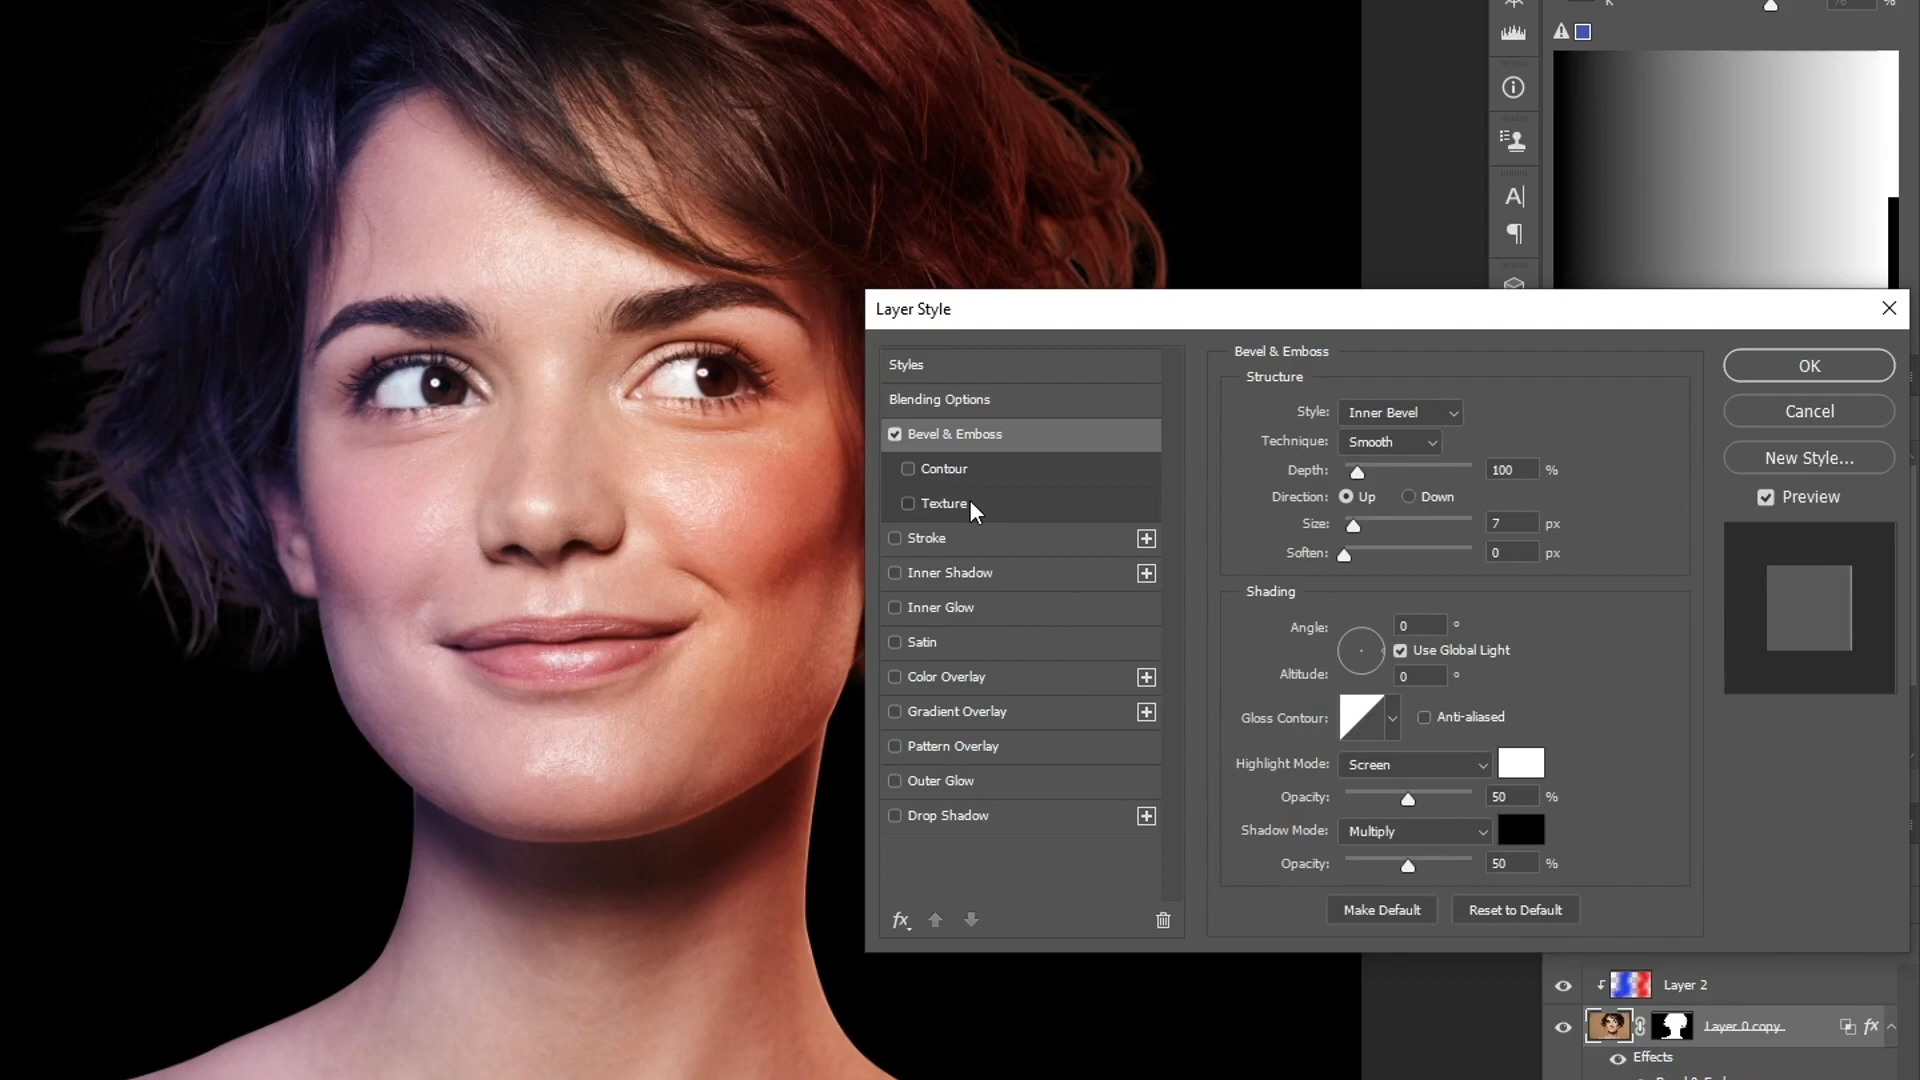 K
%
Layer Style
Styles
Blending Options
Bevel & Emboss
Contour
Texture
Stroke
Inner Shadow
Inner Glow
Satin
Color Overlay
Gradient Overlay
Pattern Overlay
Outer Glow
Drop Shadow
fx
Bevel & Emboss
Structure
Style: Inner Bevel
Technique: Smooth
Depth: 100 %
Direction: Up Down
Size: 7 px
Soften: 0 px
Shading
Angle: 0 °
Use Global Light
Altitude: 0 °
Gloss Contour: Anti-aliased
Highlight Mode: Screen
Opacity: 50 %
Shadow Mode: Multiply
Opacity: 50 %
Make Default Reset to Default
OK
Cancel
New Style...
Preview
Layer 2
Layer 0 copy fx
Effects